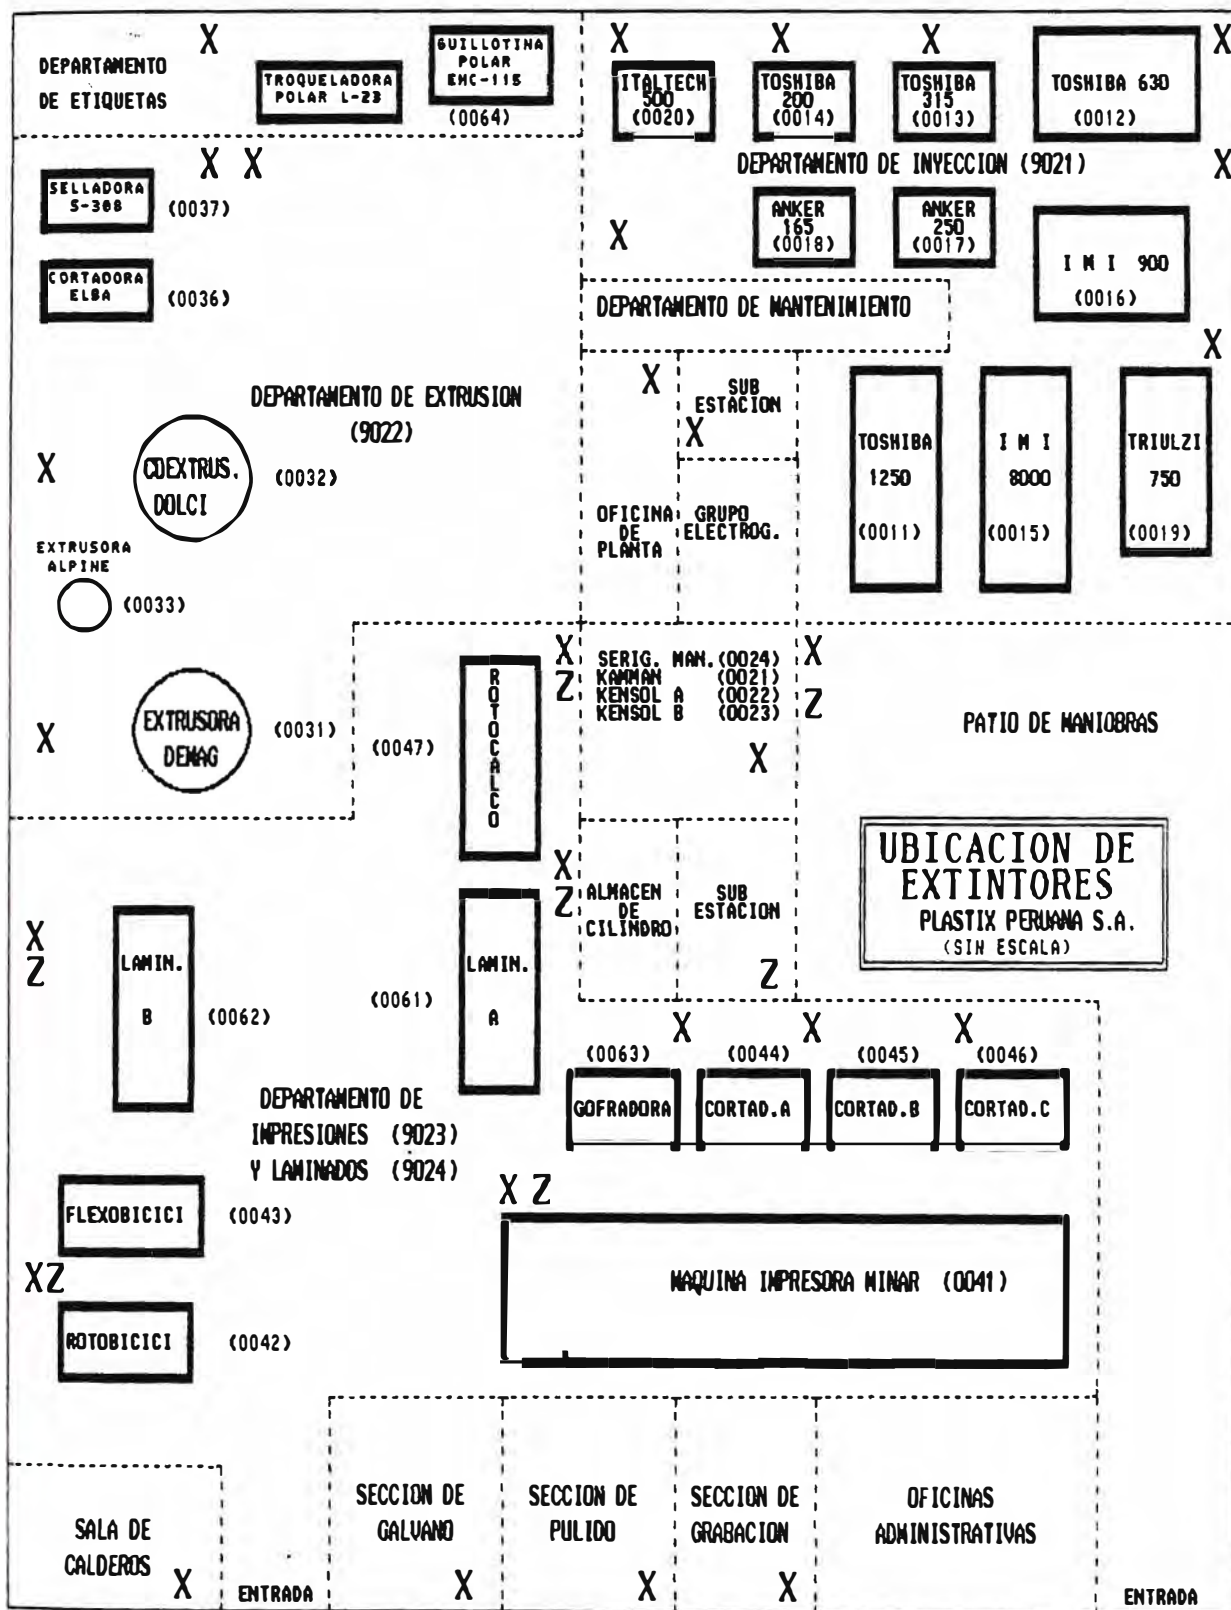 X
DEPARTAMENTO
DE ETIQUETAS
TROQUELADORA
POLAR L-23
GUILLOTINA
POLAR
EMC-115
(0064)
X
X
X
X
ITALTECH
500
(0020)
TOSHIBA
200
(0014)
TOSHIBA
315
(0013)
TOSHIBA 630
(0012)
DEPARTAMENTO DE INYECCION (9021)
X
X
ANKER
165
(0018)
ANKER
250
(0017)
I M I 900
(0016)
X
X X
SELLADORA
S-308
(0037)
CORTADORA
ELBA
(0036)
DEPARTAMENTO DE MANTENIMIENTO
DEPARTAMENTO DE EXTRUSION
(9022)
X
COEXTRUS.
DOLCI
(0032)
EXTRUSORA
ALPINE
(0033)
X
EXTRUSORA
DEMAG
(0031)
X
OFICINA
DE
PLANTA
SUB
ESTACION
X
GRUPO
ELECTROG.
TOSHIBA
1250
(0011)
I M I
8000
(0015)
TRIULZI
750
(0019)
(0047)
ROTOCALCO
X
Z
SERIG. MAN.(0024)
KAMMAN (0021)
KENSOL A (0022)
KENSOL B (0023)
X
X
Z
PATIO DE MANIOBRAS
UBICACION DE
EXTINTORES
PLASTIX PERUANA S.A.
(SIN ESCALA)
X
Z
ALMACEN
DE
CILINDRO
SUB
ESTACION
Z
X
Z
LAMIN.
B
(0062)
(0061)
LAMIN.
A
X
X
X
(0063)
(0044)
(0045)
(0046)
GOFRADORA
CORTAD.A
CORTAD.B
CORTAD.C
DEPARTAMENTO DE
IMPRESIONES (9023)
Y LAMINADOS (9024)
FLEXOBICICI
(0043)
XZ
ROTOBICICI
(0042)
X Z
MAQUINA IMPRESORA MINAR (0041)
SALA DE
CALDEROS
X
ENTRADA
SECCION DE
GALVANO
X
SECCION DE
PULIDO
X
SECCION DE
GRABACION
X
OFICINAS
ADMINISTRATIVAS
ENTRADA